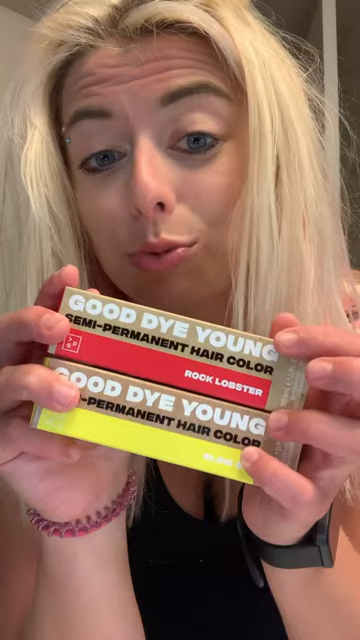 GOOD DYE YOUNG
SEMI-PERMANENT HAIR COLOR
ROCK LOBSTER
GOOD DYE YOUNG
-PERMANENT HAIR COLOR